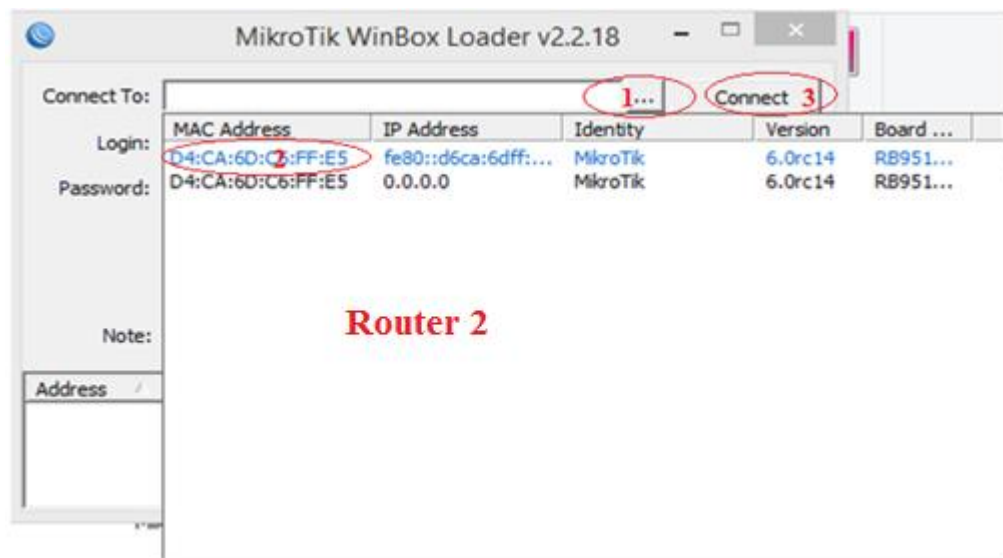 MikroTik WinBox Loader v2.2.18
Connect To: 1... Connect 3
Login:
MAC Address IP Address Identity Version Board ...
D4:CA:6D:C6:FF:E5 2 fe80::d6ca:6dff:... MikroTik 6.0rc14 RB951...
Password:
D4:CA:6D:C6:FF:E5 0.0.0.0 MikroTik 6.0rc14 RB951...
Router 2
Note:
Address